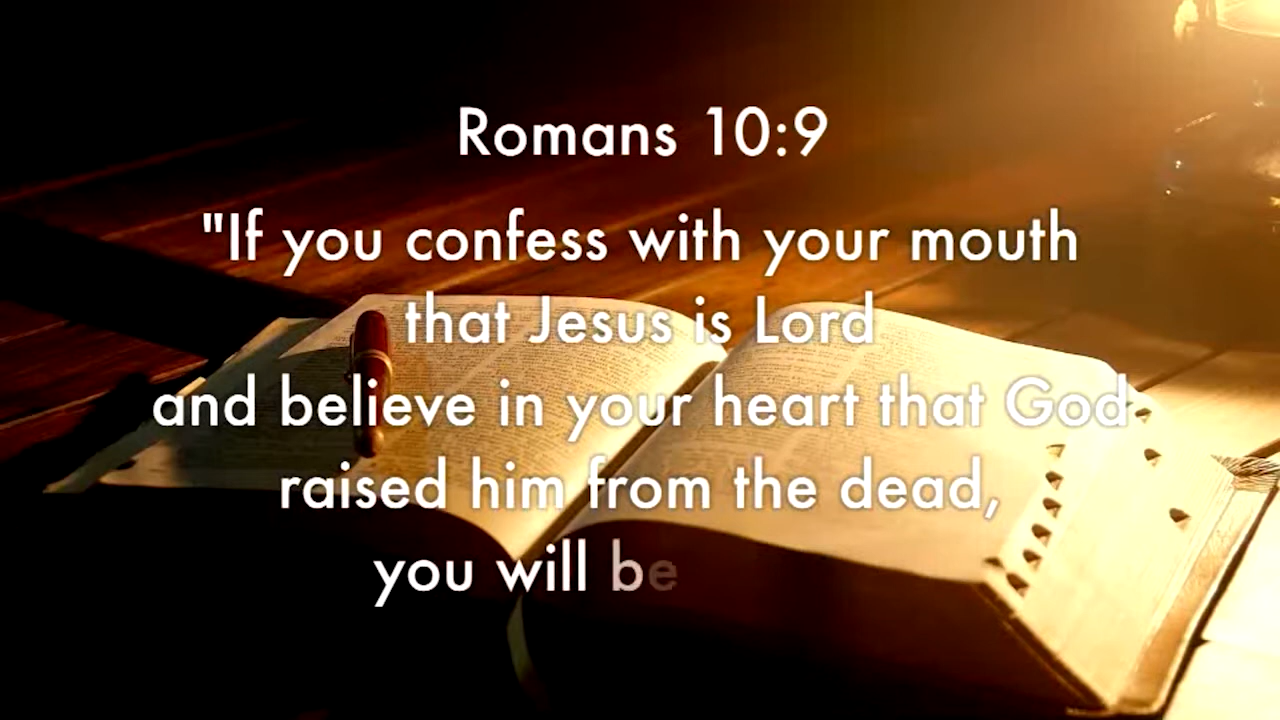 Romans 10:9
"If you confess with your mouth
that Jesus is Lord
and believe in your heart that God
raised him from the dead,
you will be